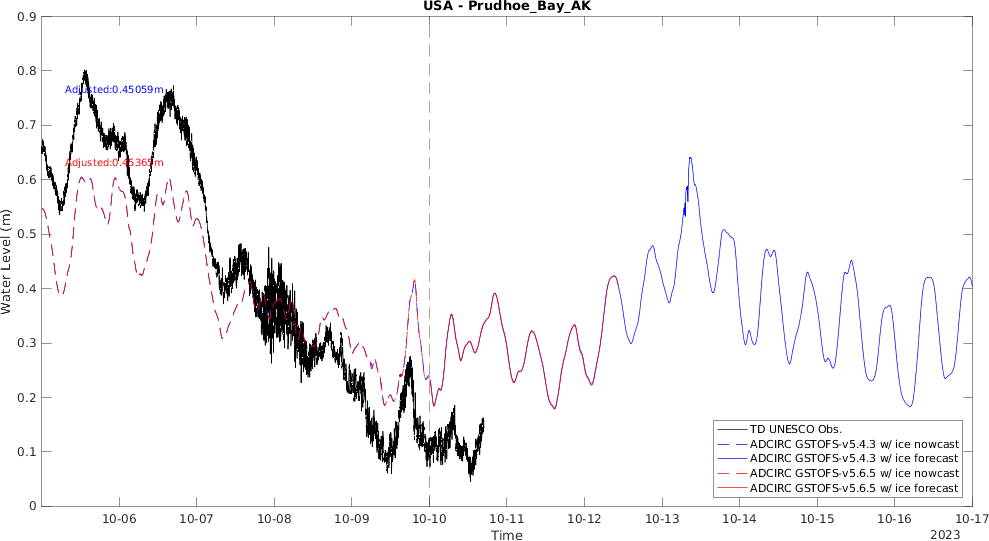 USA - Prudhoe_Bay_AK
0.9
0.8
0.7
0.6
0.5
0.4
0.3
0.2
0.1
0
Water Level (m)
Adjusted:0.45059m
Adjusted:0.45365m
TD UNESCO Obs.
ADCIRC GSTOFS-v5.4.3 w/ ice nowcast
ADCIRC GSTOFS-v5.4.3 w/ ice forecast
ADCIRC GSTOFS-v5.6.5 w/ ice nowcast
ADCIRC GSTOFS-v5.6.5 w/ ice forecast
10-06 10-07 10-08 10-09 10-10 10-11 10-12 10-13 10-14 10-15 10-16 10-17
Time
2023